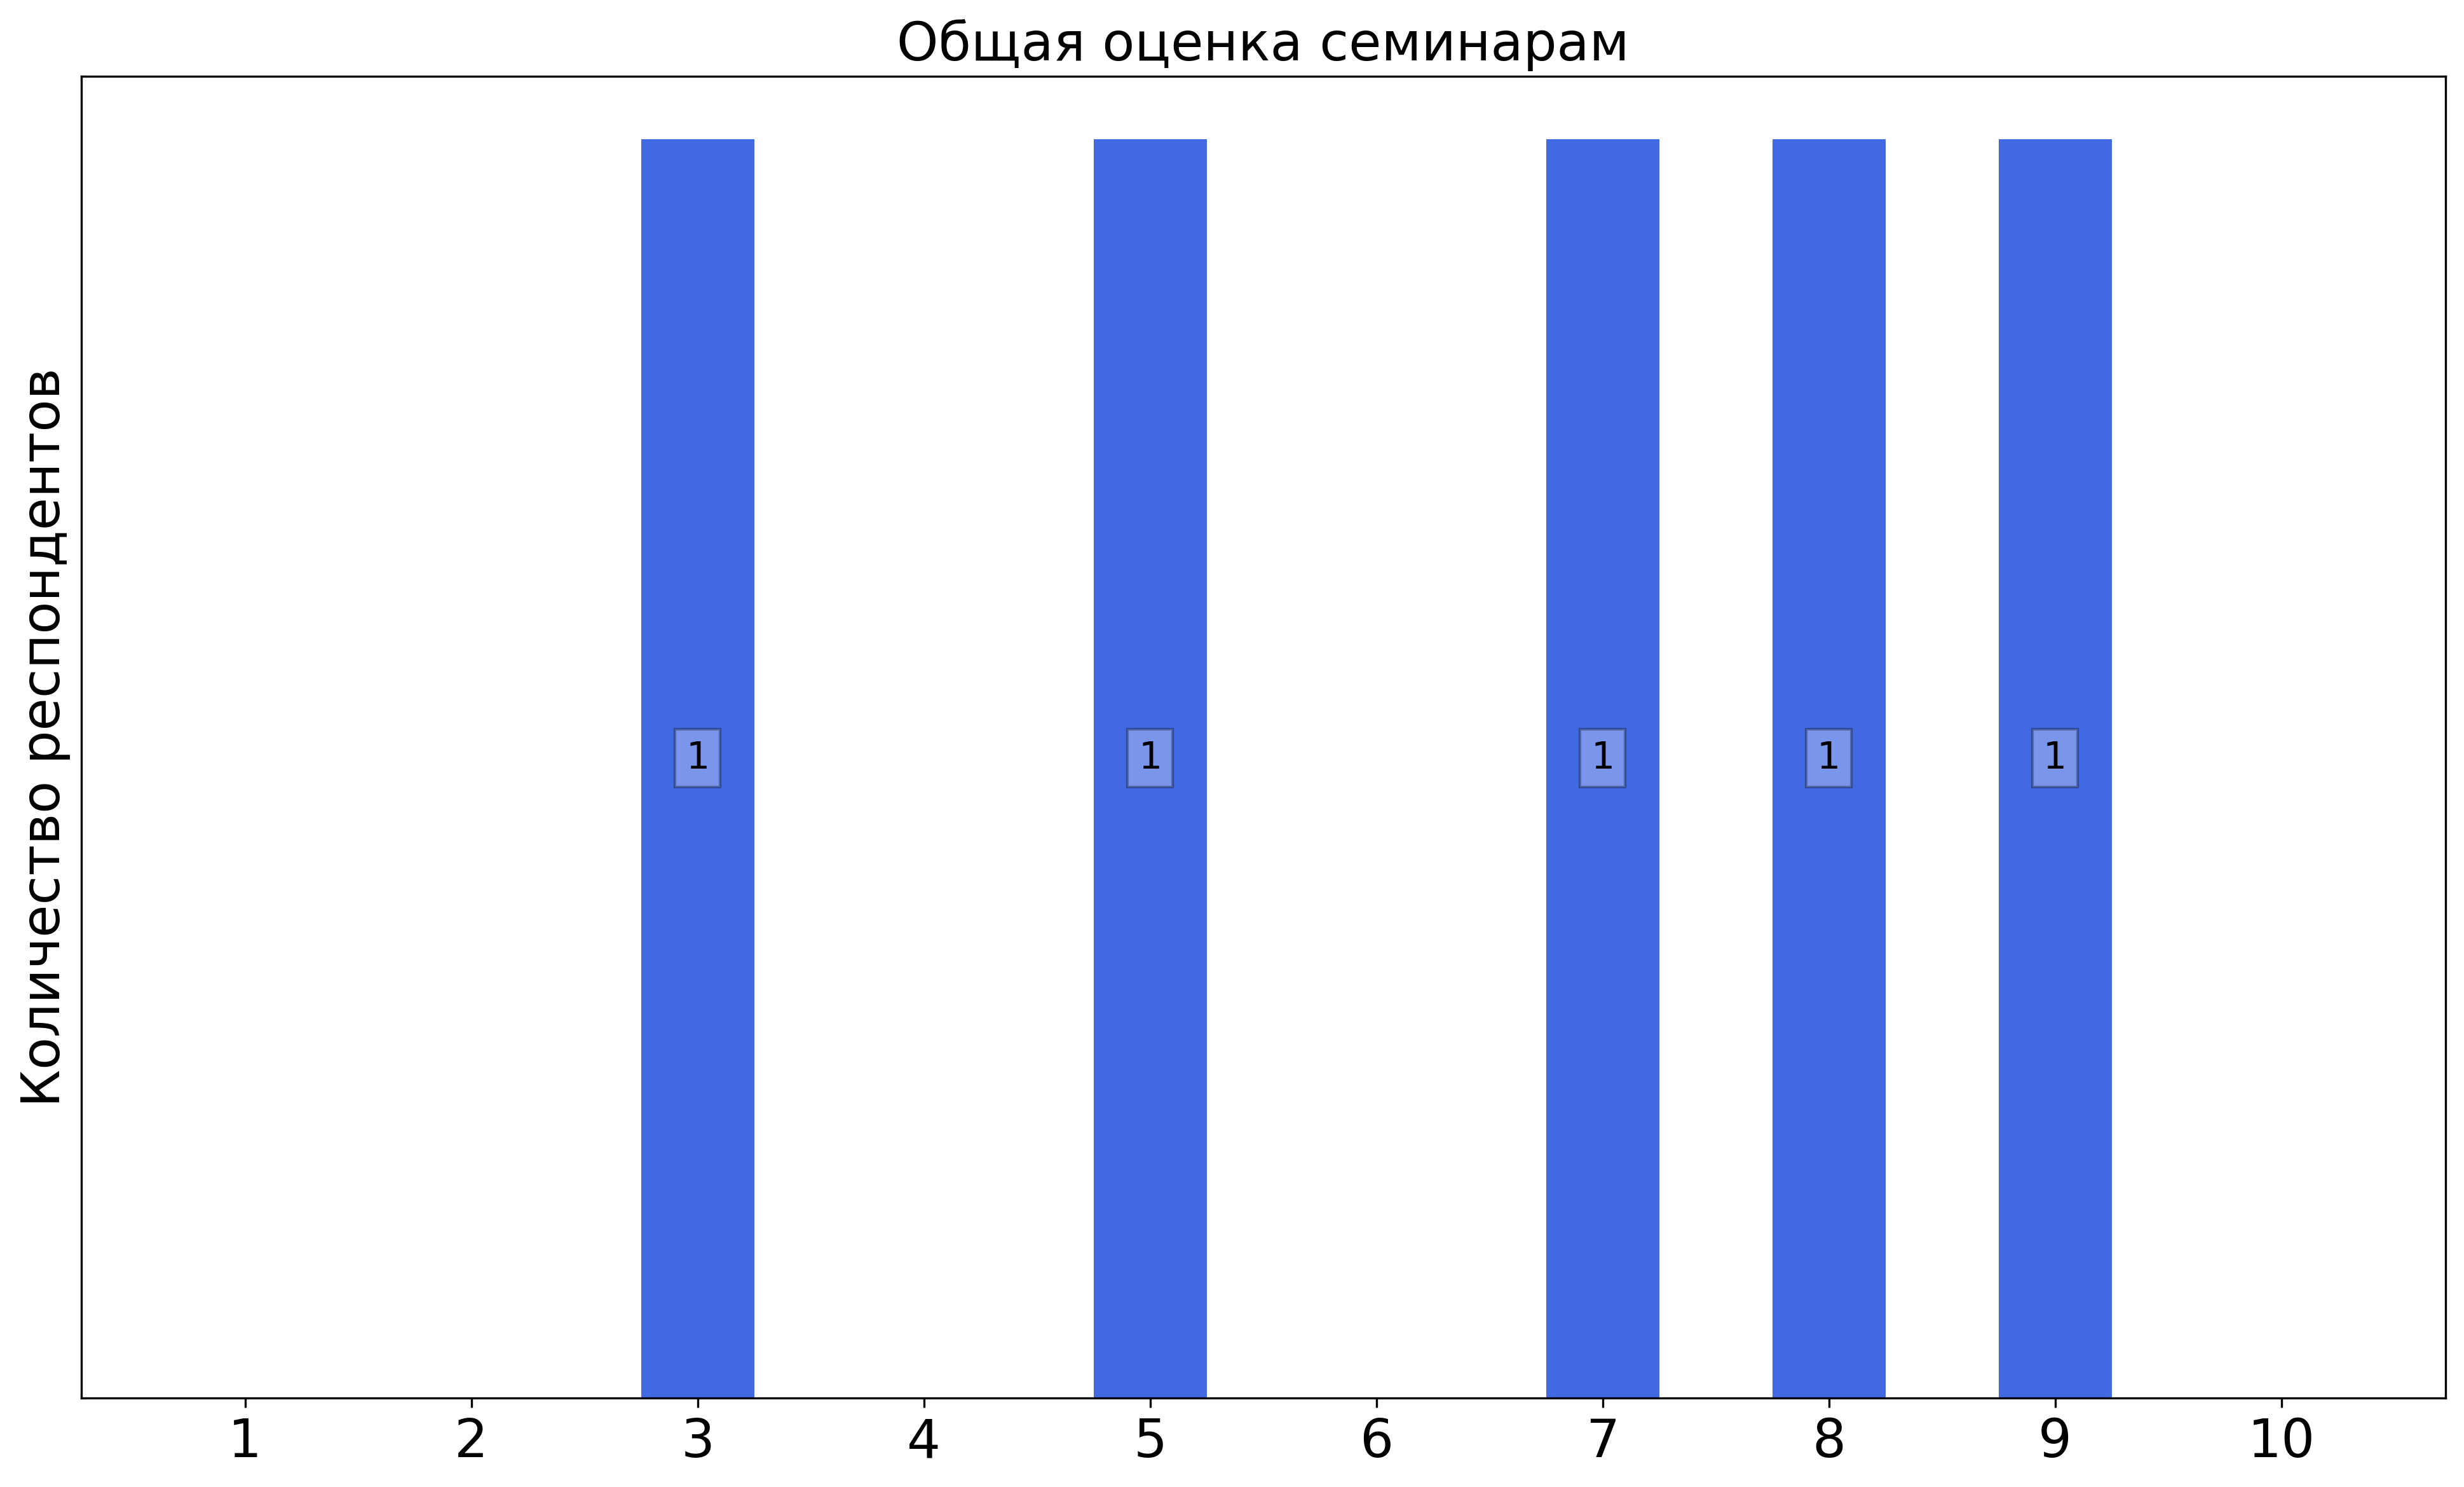 Общая оценка семинарам
Количество респондентов
1 1 1 1 1
1 2 3 4 5 6 7 8 9 10